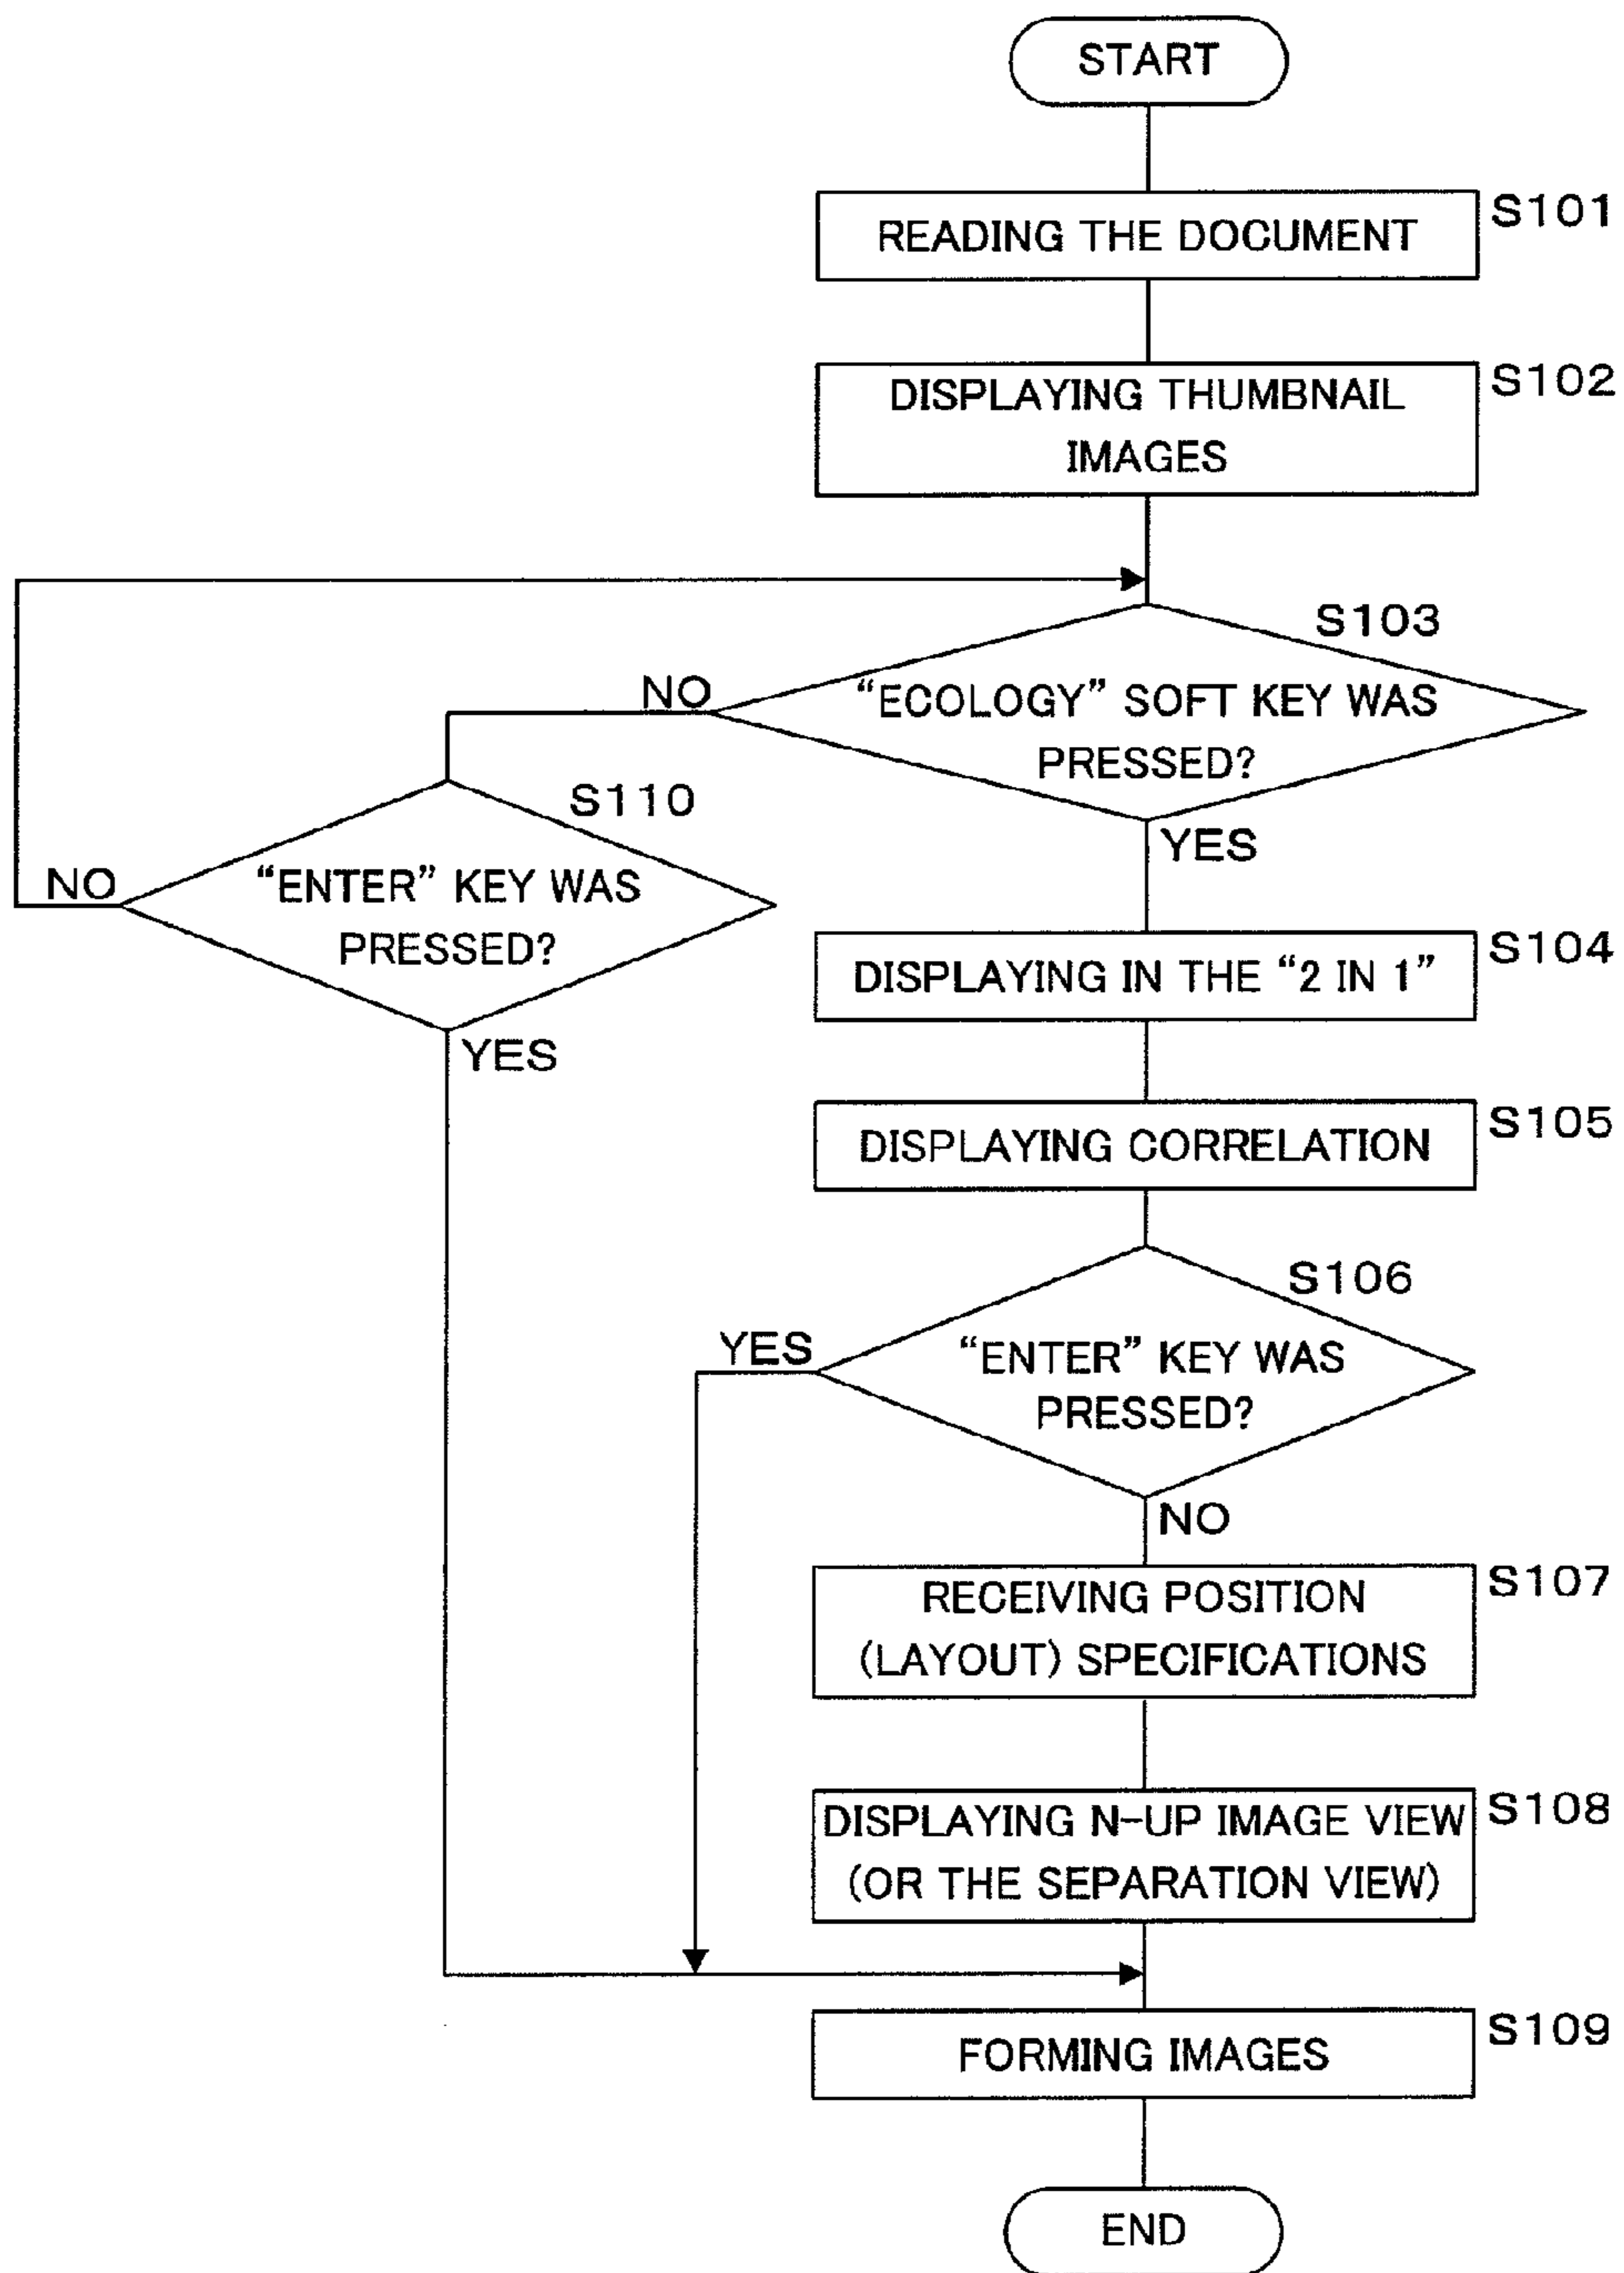 START
READING THE DOCUMENT
S101
DISPLAYING THUMBNAIL
IMAGES
S102
S103
"ECOLOGY" SOFT KEY WAS
PRESSED?
NO
YES
S110
"ENTER" KEY WAS
PRESSED?
NO
YES
DISPLAYING IN THE "2 IN 1"
S104
DISPLAYING CORRELATION
S105
S106
"ENTER" KEY WAS
PRESSED?
YES
NO
RECEIVING POSITION
(LAYOUT) SPECIFICATIONS
S107
DISPLAYING N-UP IMAGE VIEW
(OR THE SEPARATION VIEW)
S108
FORMING IMAGES
S109
END